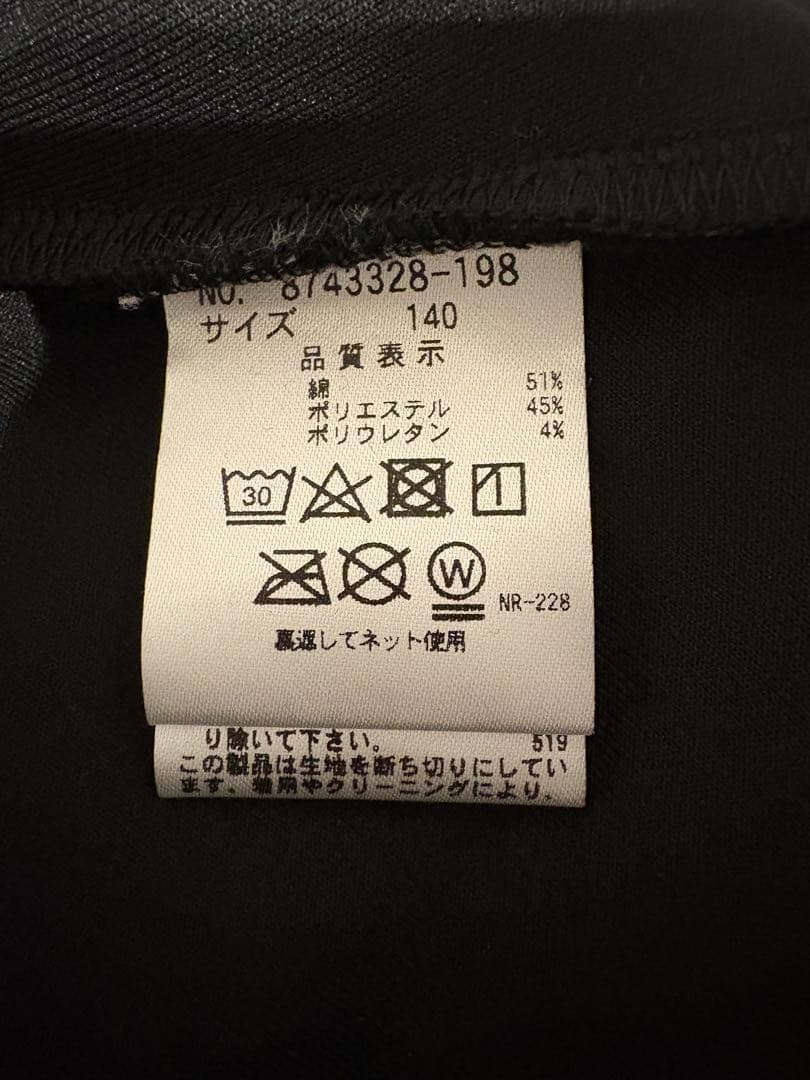 NO. 8743328-198
サイズ 140
品質表示
綿 51%
ポリエステル 45%
ポリウレタン 4%
30
W
NR-228
裏返してネット使用
り除いて下さい。 519
この製品は生地を断ち切りにしてい
ます。着用やクリーニングにより、